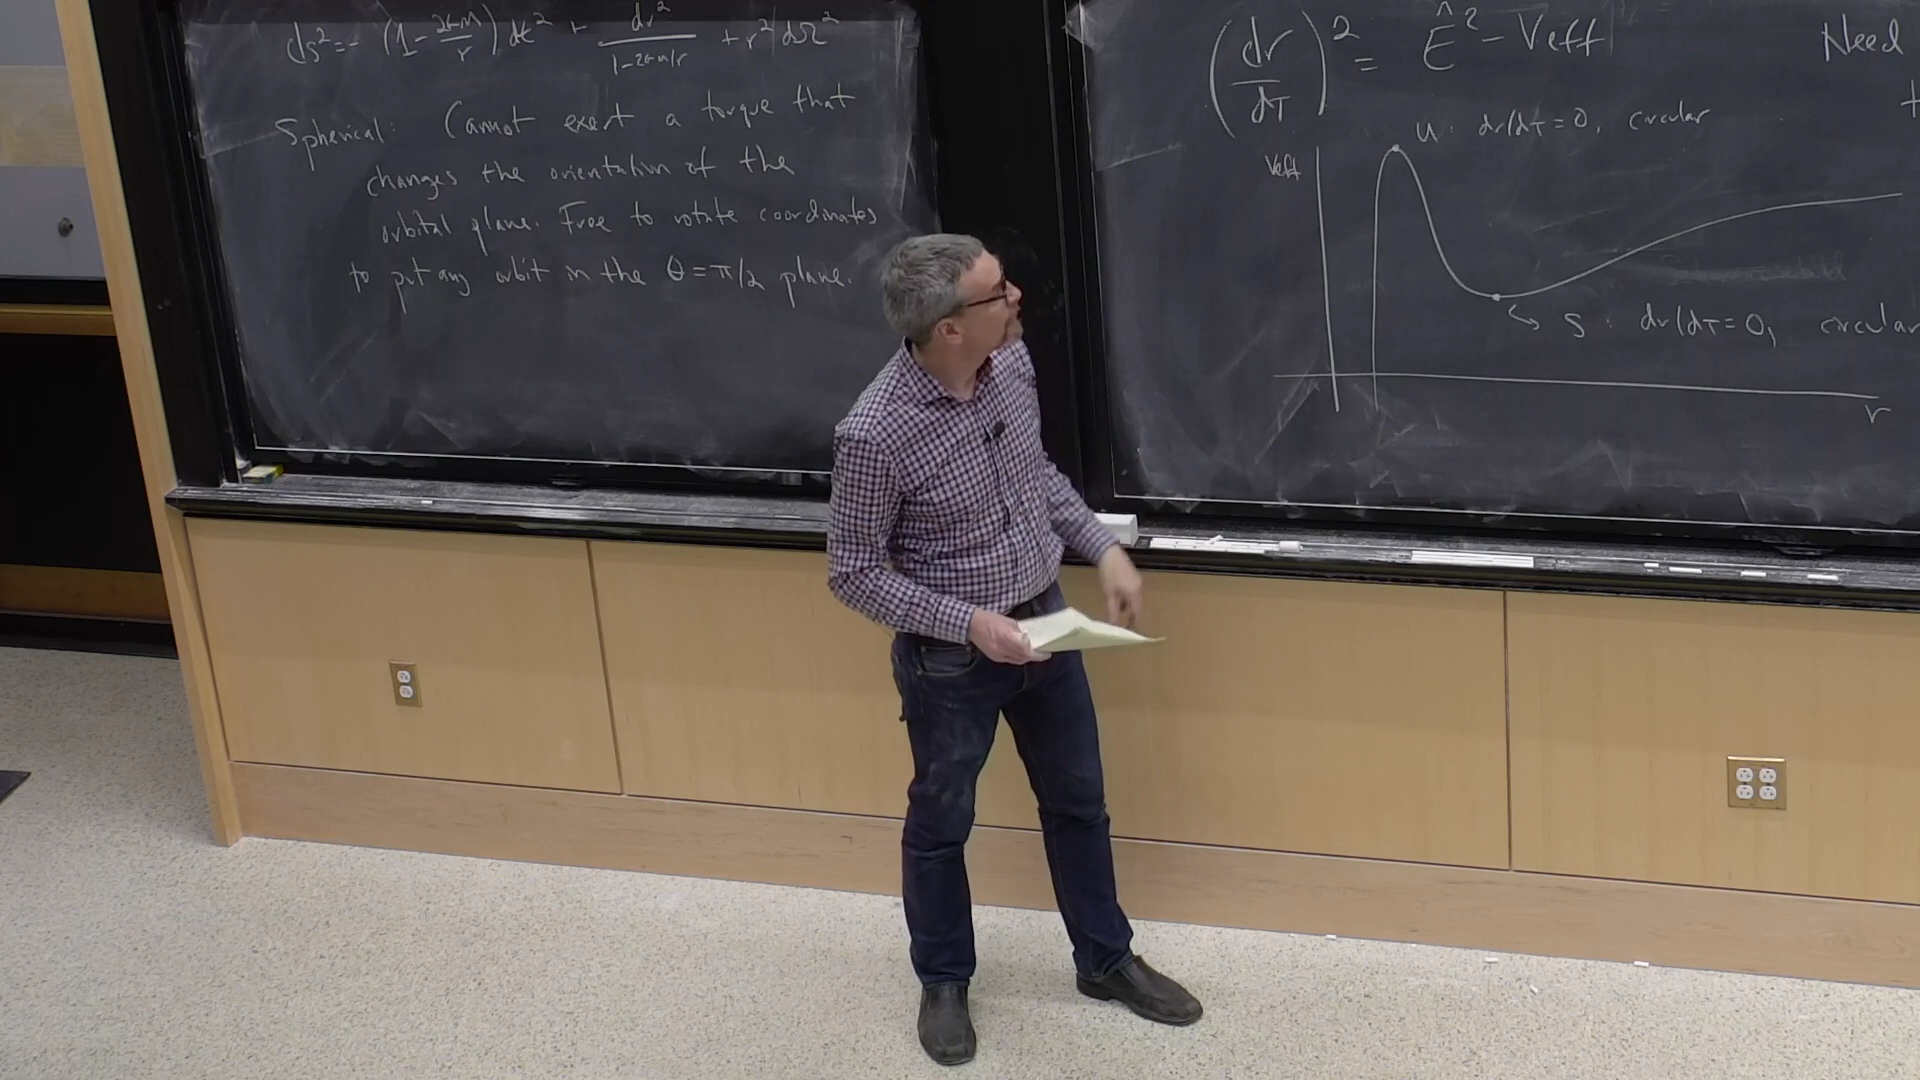 ds² = -(1 - 2GM/r) dt² + dr²/(1 - 2GM/r) + r² dΩ²
Spherical: Cannot exert a torque that
changes the orientation of the
orbital plane. Free to rotate coordinates
to put any orbit in the θ = π/2 plane.
(dr/dτ)² = Ê² - Veff
Need
u: dr/dτ = 0, circular
Veff
S: dr/dτ = 0, circular
r